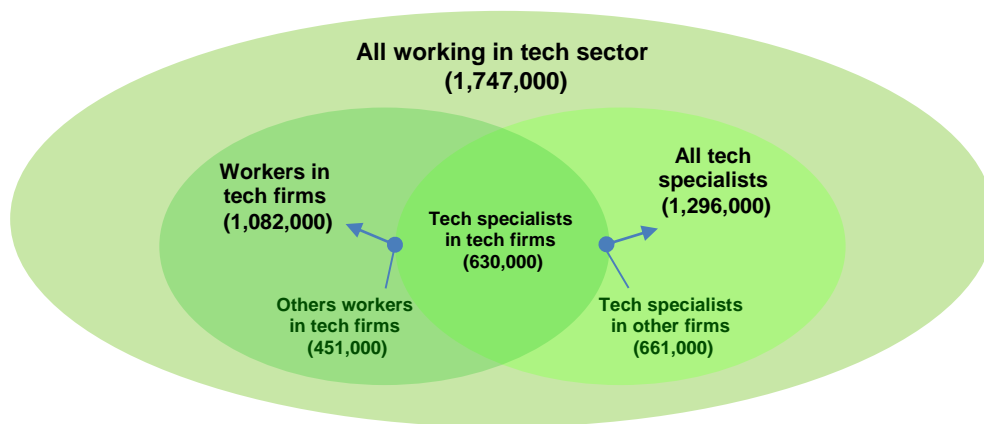 All working in tech sector
(1,747,000)
Workers in
tech firms
(1,082,000)
All tech
specialists
(1,296,000)
Tech specialists
in tech firms
(630,000)
Others workers
in tech firms
(451,000)
Tech specialists
in other firms
(661,000)